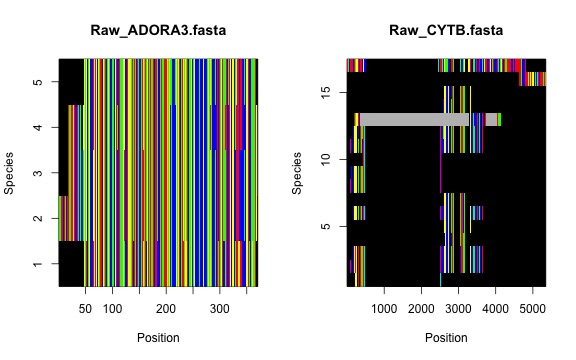 Raw_ADORA3.fasta
Species
5
4
3
2
1
50 100 200 300
Position
Raw_CYTB.fasta
Species
15
10
5
1000 2000 3000 4000 5000
Position